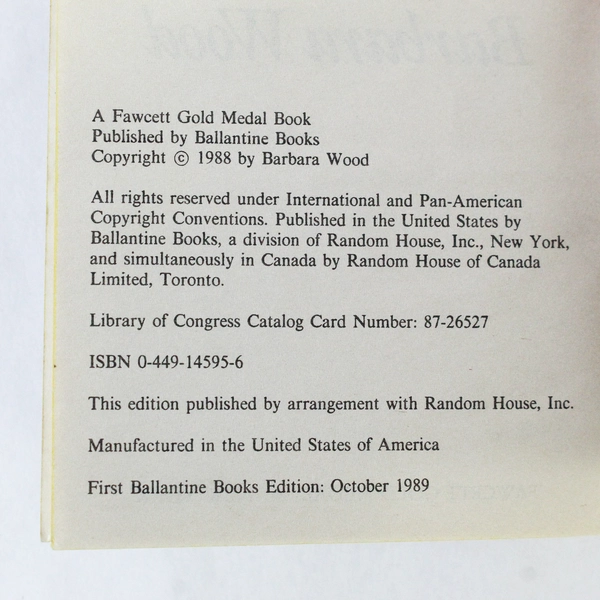 A Fawcett Gold Medal Book
Published by Ballantine Books
Copyright © 1988 by Barbara Wood
All rights reserved under International and Pan-American
Copyright Conventions. Published in the United States by
Ballantine Books, a division of Random House, Inc., New York,
and simultaneously in Canada by Random House of Canada
Limited, Toronto.
Library of Congress Catalog Card Number: 87-26527
ISBN 0-449-14595-6
This edition published by arrangement with Random House, Inc.
Manufactured in the United States of America
First Ballantine Books Edition: October 1989